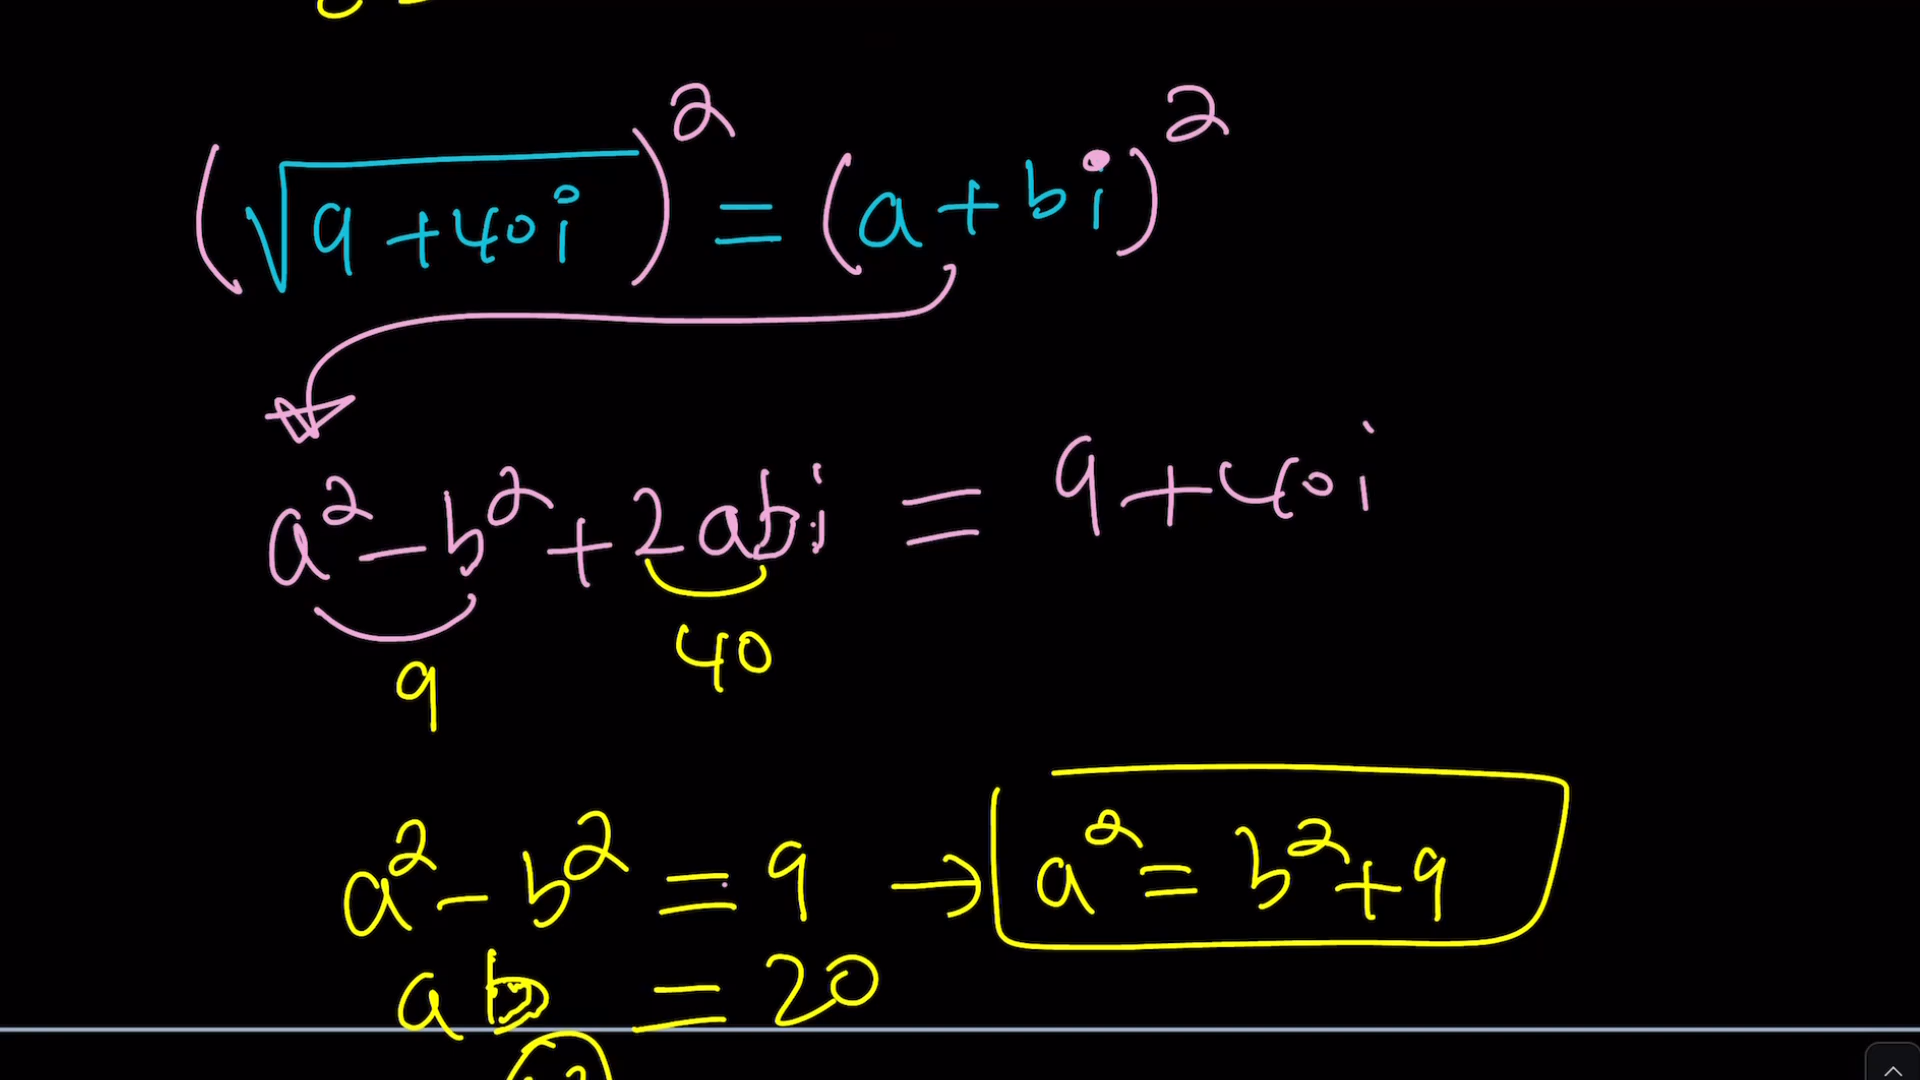 (√9+40i)² = (a+bi)²
a²-b²+2abi = 9+40i
9 40
a²-b² = 9 → a² = b²+9
ab = 20